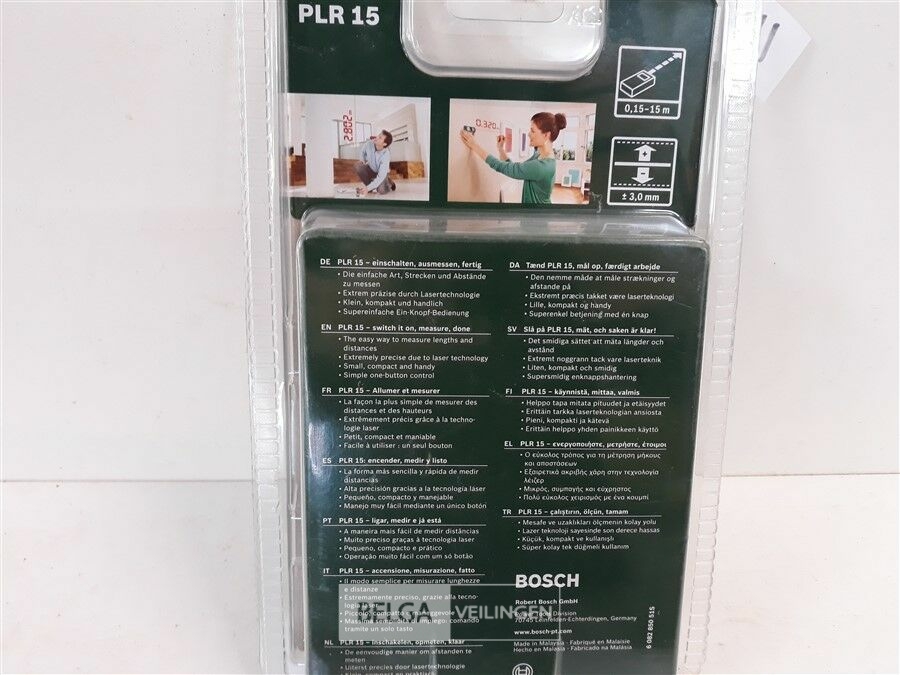 PLR 15
0,15–15 m
± 3,0 mm
2.802
0.320
DE PLR 15 – einschalten, ausmessen, fertig
• Die einfache Art, Strecken und Abstände
zu messen
• Extrem präzise durch Lasertechnologie
• Klein, kompakt und handlich
• Supereinfache Ein-Knopf-Bedienung
EN PLR 15 – switch it on, measure, done
• The easy way to measure lengths and
distances
• Extremely precise due to laser technology
• Small, compact and handy
• Simple one-button control
FR PLR 15 – Allumer et mesurer
• La façon la plus simple de mesurer des
distances et des hauteurs
• Extrêmement précis grâce à la techno-
logie laser
• Petit, compact et maniable
• Facile à utiliser : un seul bouton
ES PLR 15: encender, medir y listo
• La forma más sencilla y rápida de medir
distancias
• Alta precisión gracias a la tecnología láser
• Pequeño, compacto y manejable
• Manejo muy fácil mediante un único botón
PT PLR 15 – ligar, medir e já está
• A maneira mais fácil de medir distâncias
• Muito preciso graças à tecnologia laser
• Pequeno, compacto e prático
• Operação muito fácil com um só botão
IT PLR 15 – accensione, misurazione, fatto
• Il modo semplice per misurare lunghezze
e distanze
• Estremamente preciso, grazie alla tecno-
logia laser
• Piccolo, compatto e maneggevole
• Massima semplicità d'impiego: comando
tramite un solo tasto
NL PLR 15 – inschakelen, opmeten, klaar
• De eenvoudige manier om afstanden te
meten
• Uiterst precies door lasertechnologie
DA Tænd PLR 15, mål op, færdigt arbejde
• Den nemme måde at måle strækninger og
afstande på
• Ekstremt præcis takket være laserteknologi
• Lille, kompakt og handy
• Superenkel betjening med én knap
SV Slå på PLR 15, mät, och saken är klar!
• Det smidiga sättet att mäta längder och
avstånd
• Extremt noggrann tack vare laserteknik
• Liten, kompakt och smidig
• Supersmidig enknappshantering
FI PLR 15 – käynnistä, mittaa, valmis
• Helppo tapa mitata pituudet ja etäisyydet
• Erittäin tarkka laserteknologian ansiosta
• Pieni, kompakti ja kätevä
• Erittäin helppo yhden painikkeen käyttö
EL PLR 15 – ενεργοποιήστε, μετρήστε, έτοιμοι
• Ο εύκολος τρόπος για τη μέτρηση μήκους
και αποστάσεων
• Εξαιρετικά ακριβής χάρη στην τεχνολογία
λέιζερ
• Μικρός, συμπαγής και εύχρηστος
• Πολύ εύκολος χειρισμός με ένα κουμπί
TR PLR 15 – çalıştırın, ölçün, tamam
• Mesafe ve uzaklıkları ölçmenin kolay yolu
• Lazer teknoloji sayesinde son derece hassas
• Küçük, kompakt ve kullanışlı
• Süper kolay tek düğmeli kullanım
BOSCH
Robert Bosch GmbH
Power Tools Division
70745 Leinfelden-Echterdingen, Germany
www.bosch-pt.com
Made in Malaysia · Fabriqué en Malaisie
Hecho en Malasia · Fabricado na Malásia
6 082 850 51S
BELGA VEILINGEN